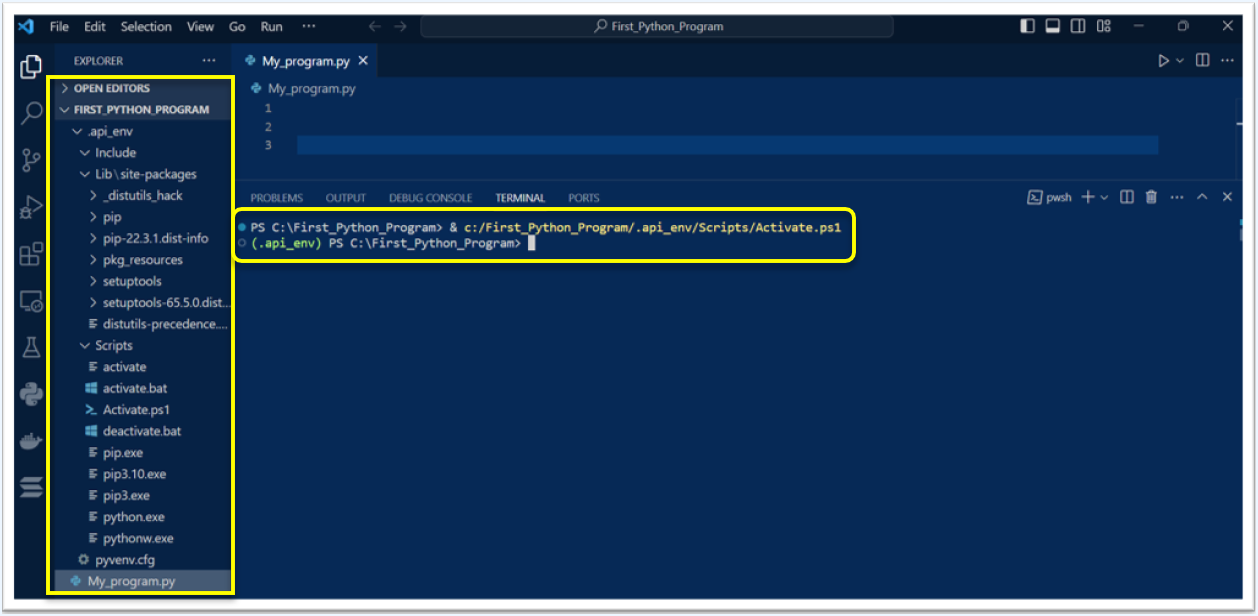 File Edit Selection View Go Run ··· First_Python_Program
EXPLORER ···
OPEN EDITORS
FIRST_PYTHON_PROGRAM
.api_env
Include
Lib\site-packages
_distutils_hack
pip
pip-22.3.1.dist-info
pkg_resources
setuptools
setuptools-65.5.0.dist...
distutils-precedence....
Scripts
activate
activate.bat
Activate.ps1
deactivate.bat
pip.exe
pip3.10.exe
pip3.exe
python.exe
pythonw.exe
pyvenv.cfg
My_program.py
My_program.py
My_program.py
1
2
3
PROBLEMS OUTPUT DEBUG CONSOLE TERMINAL PORTS pwsh
PS C:\First_Python_Program> & c:/First_Python_Program/.api_env/Scripts/Activate.ps1
(.api_env) PS C:\First_Python_Program>